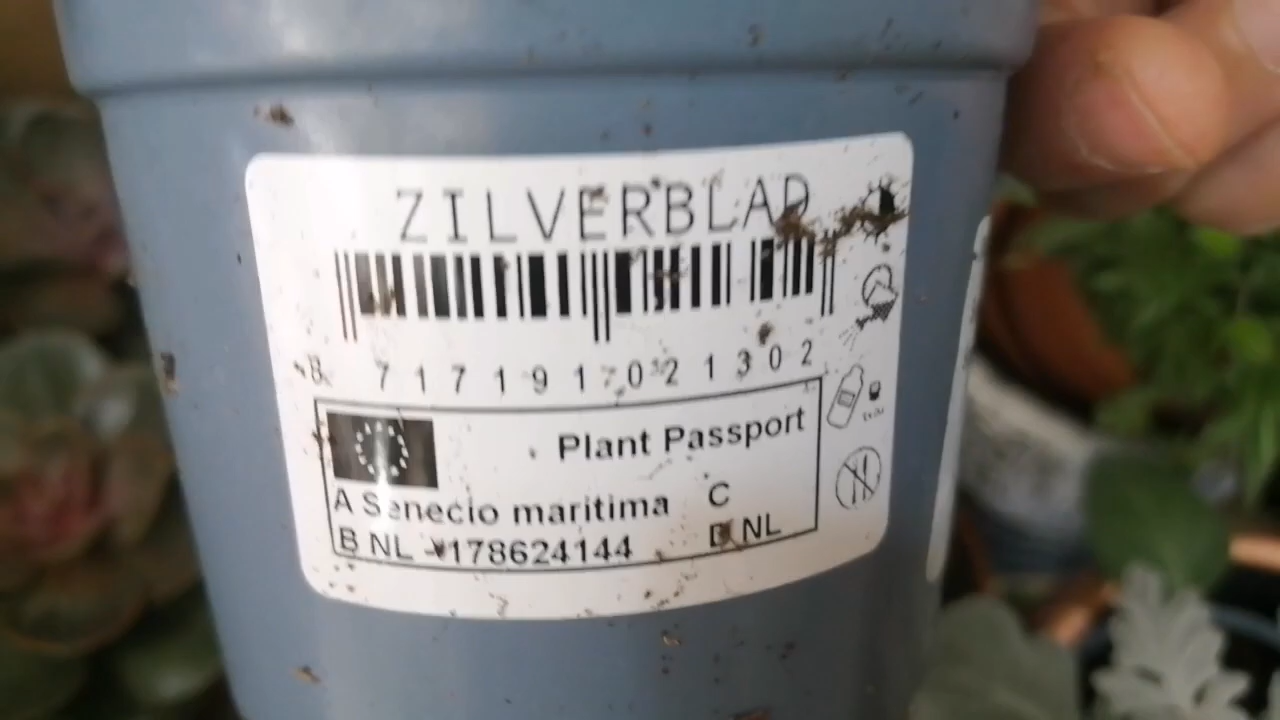 ZILVERBLAD
8 717191 021302
Plant Passport
A Senecio maritima C
B NL - 178624144 D NL